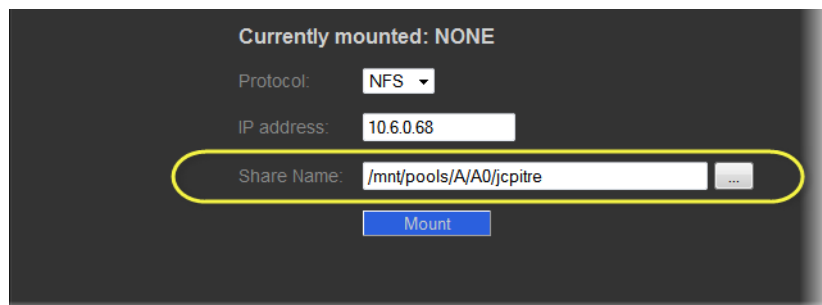 Currently mounted: NONE
Protocol: NFS
IP address: 10.6.0.68
Share Name: /mnt/pools/A/A0/jcpitre ...
Mount